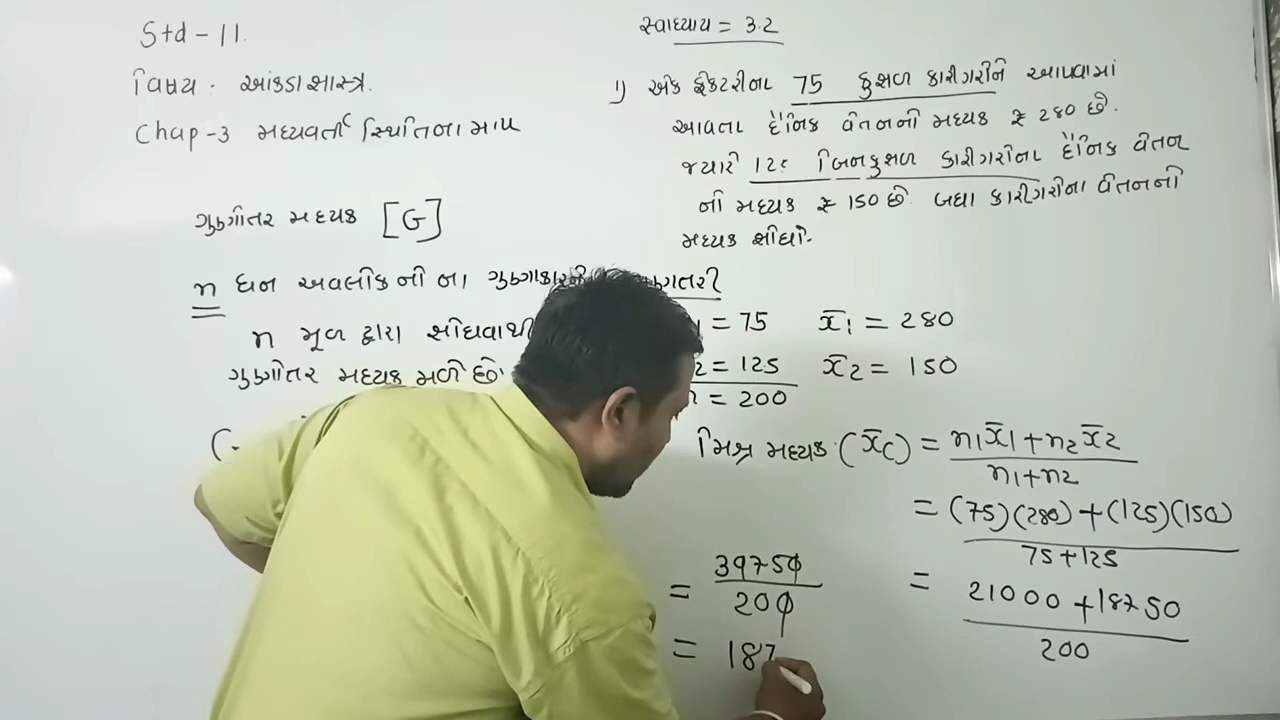 Std - 11.
વિષય - આંકડાશાસ્ત્ર.
Chap-3 મધ્યવર્તી સ્થિતિના માપ
ગુણોત્તર મધ્યક [G]
n ધન અવલોકનોના ગુણાકારનું
n મૂળ દ્વારા શોધવાથી
ગુણોત્તર મધ્યક મળે છે.
સ્વાધ્યાય = 3.2
1) એક ફેક્ટરીના 75 કુશળ કારીગરોને આપવામાં
આવતા દૈનિક વેતનનો મધ્યક ₹ 280 છે.
જ્યારે 125 બિનકુશળ કારીગરોના દૈનિક વેતન
નો મધ્યક ₹ 150 છે. બધા કારીગરોના વેતનનો
મધ્યક શોધો.
= 75 x̄1 = 280
2 = 125 x̄2 = 150
= 200
મિશ્ર મધ્યક (x̄c) = n1x̄1 + n2x̄2
n1+n2
= (75)(280) + (125)(150)
75+125
= 21000 + 18750
200
= 39750
200
= 187